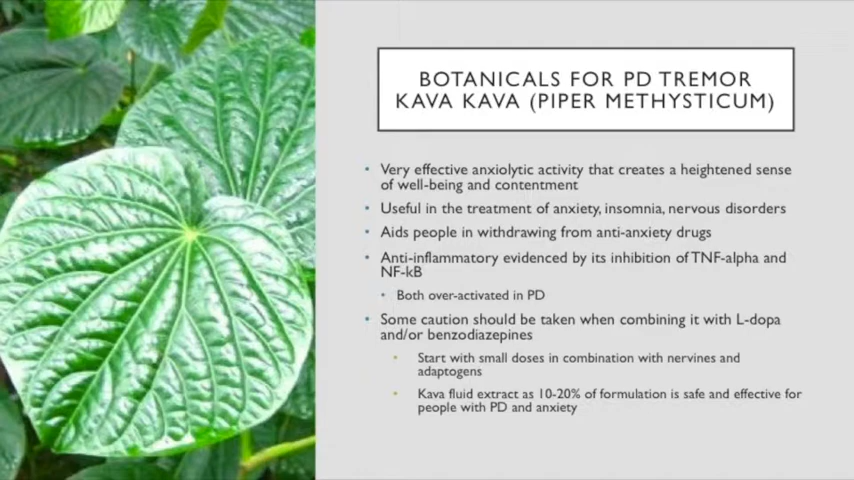 BOTANICALS FOR PD TREMOR
KAVA KAVA (PIPER METHYSTICUM)
• Very effective anxiolytic activity that creates a heightened sense
of well-being and contentment
• Useful in the treatment of anxiety, insomnia, nervous disorders
• Aids people in withdrawing from anti-anxiety drugs
• Anti-inflammatory evidenced by its inhibition of TNF-alpha and
NF-kB
• Both over-activated in PD
• Some caution should be taken when combining it with L-dopa
and/or benzodiazepines
• Start with small doses in combination with nervines and
adaptogens
• Kava fluid extract as 10-20% of formulation is safe and effective for
people with PD and anxiety